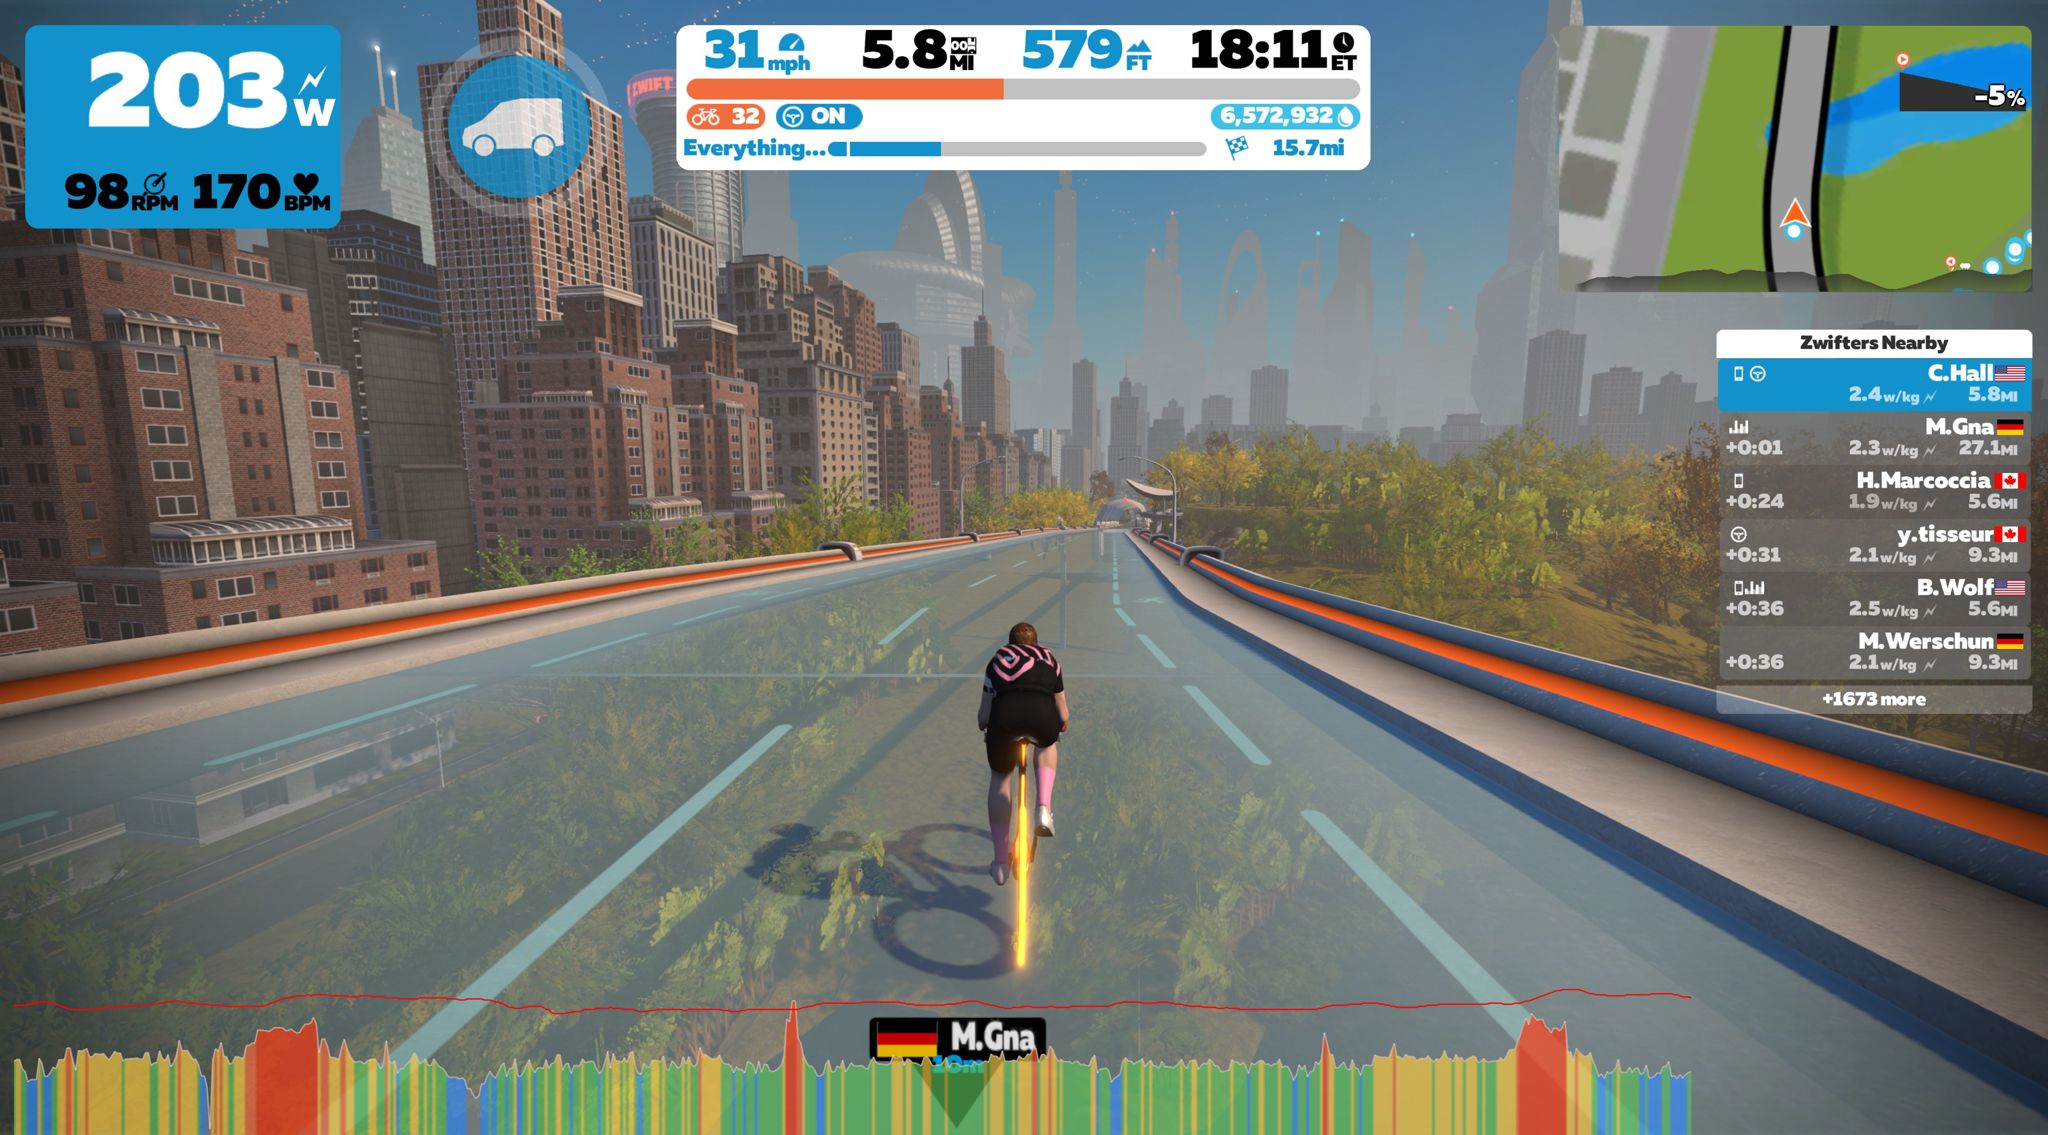 203 W
98 RPM 170 BPM
ZWIFT
31 mph 5.8 MI 579 FT 18:11 ET
32 ON 6,572,932
Everything... 15.7mi
-5%
Zwifters Nearby
C.Hall
2.4w/kg 5.8MI
M.Gna
+0:01 2.3w/kg 27.1MI
H.Marcoccia
+0:24 1.9w/kg 5.6MI
y.tisseur
+0:31 2.1w/kg 9.3MI
B.Wolf
+0:36 2.5w/kg 5.6MI
M.Werschun
+0:36 2.1w/kg 9.3MI
+1673 more
M.Gna